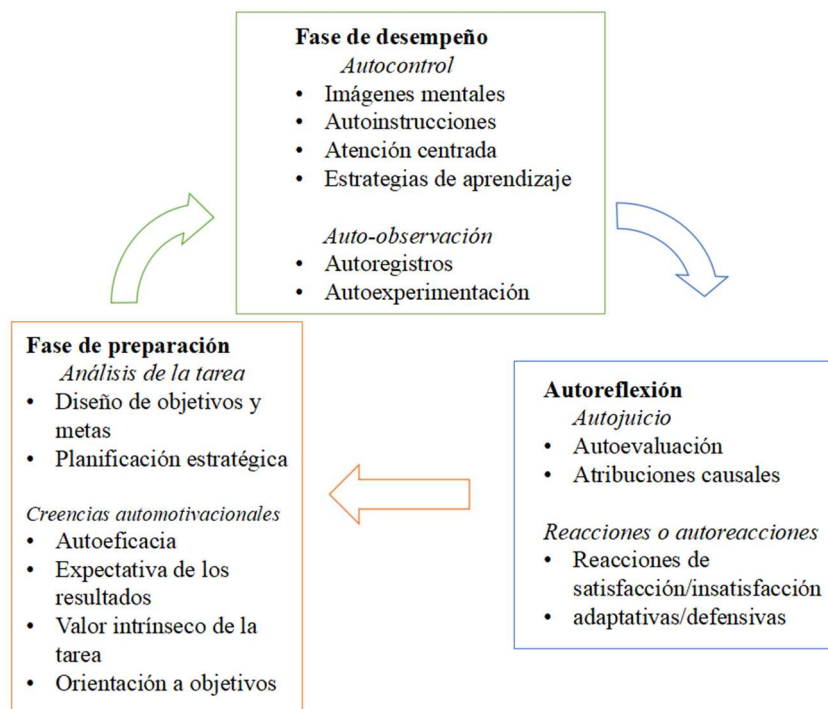 Fase de desempeño
Autocontrol
• Imágenes mentales
• Autoinstrucciones
• Atención centrada
• Estrategias de aprendizaje
Auto-observación
• Autoregistros
• Autoexperimentación
Fase de preparación
Análisis de la tarea
• Diseño de objetivos y
metas
• Planificación estratégica
Creencias automotivacionales
• Autoeficacia
• Expectativa de los
resultados
• Valor intrínseco de la
tarea
• Orientación a objetivos
Autoreflexión
Autojuicio
• Autoevaluación
• Atribuciones causales
Reacciones o autoreacciones
• Reacciones de
satisfacción/insatisfacción
• adaptativas/defensivas